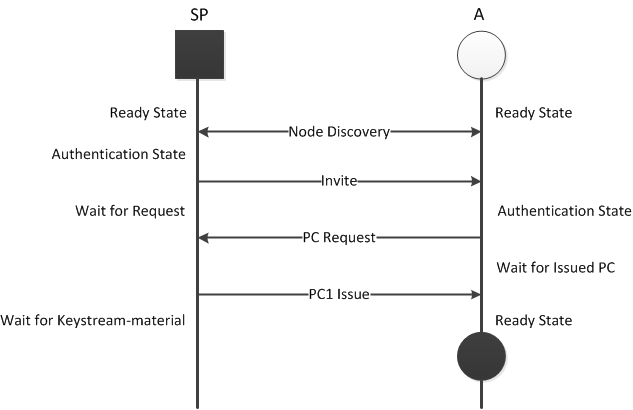 SP A
Ready State Ready State
Node Discovery
Authentication State
Invite
Wait for Request Authentication State
PC Request
Wait for Issued PC
PC1 Issue
Wait for Keystream-material Ready State